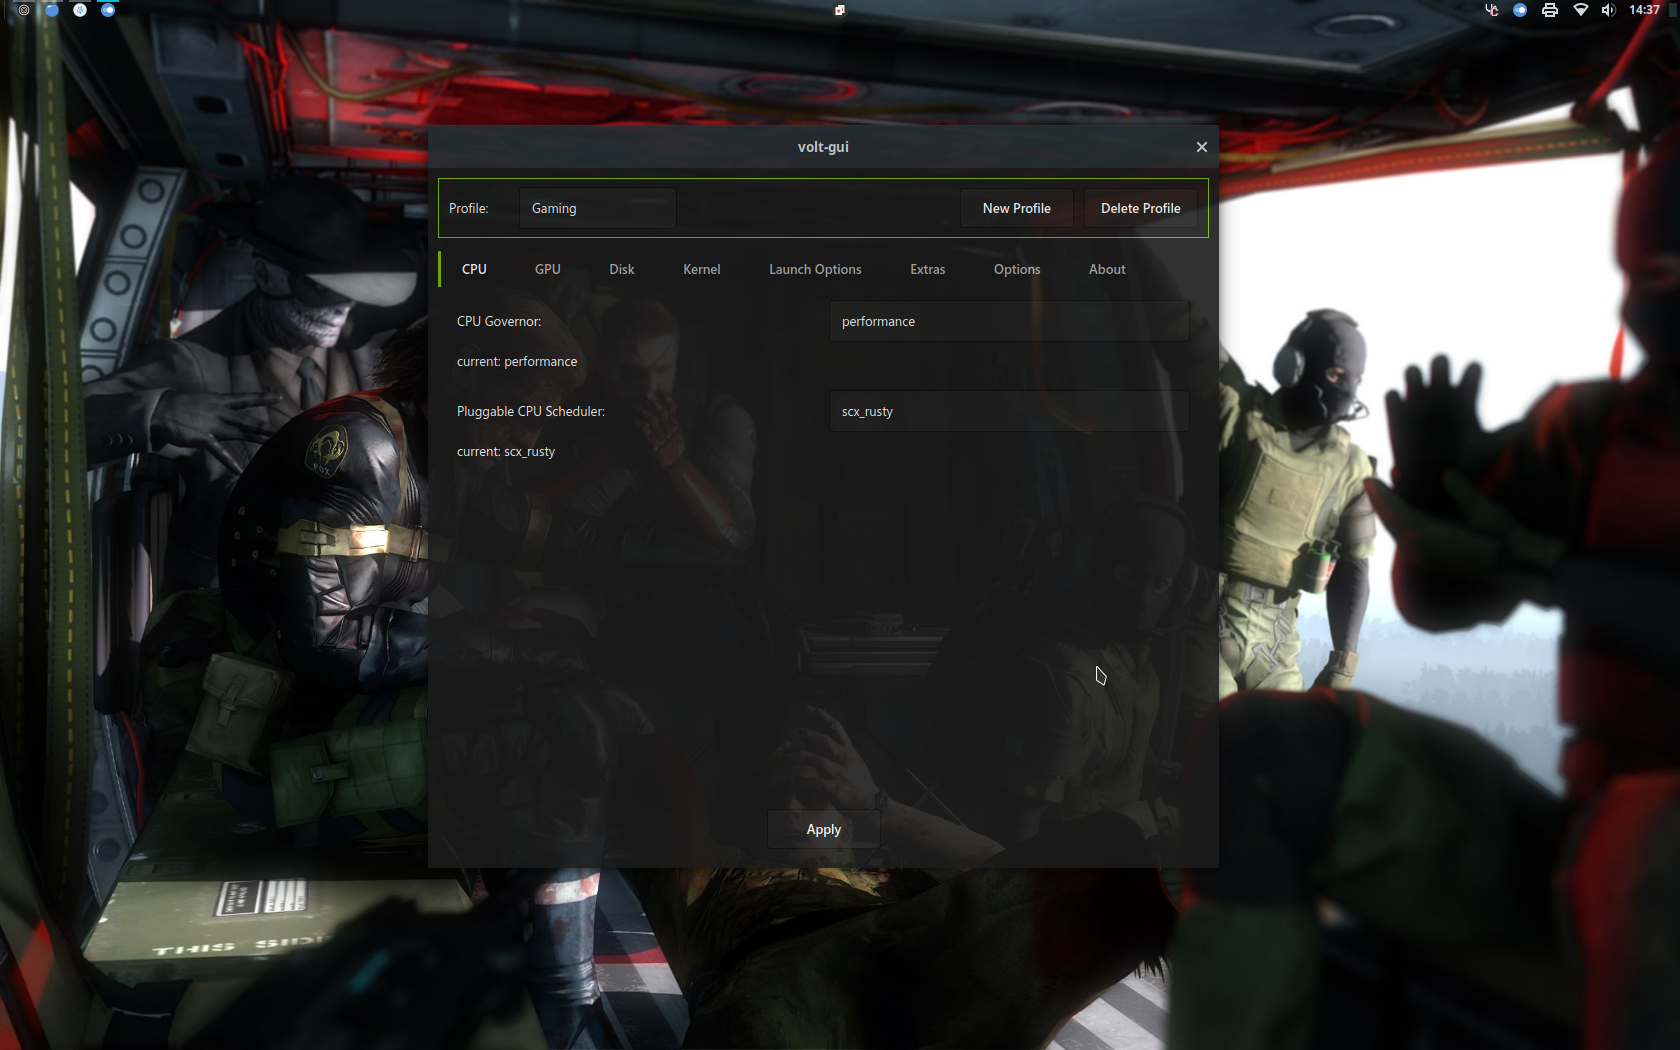 14:37
volt-gui
Profile: Gaming New Profile Delete Profile
CPU GPU Disk Kernel Launch Options Extras Options About
CPU Governor: performance
current: performance
Pluggable CPU Scheduler: scx_rusty
current: scx_rusty
Apply
FOX
THIS SID